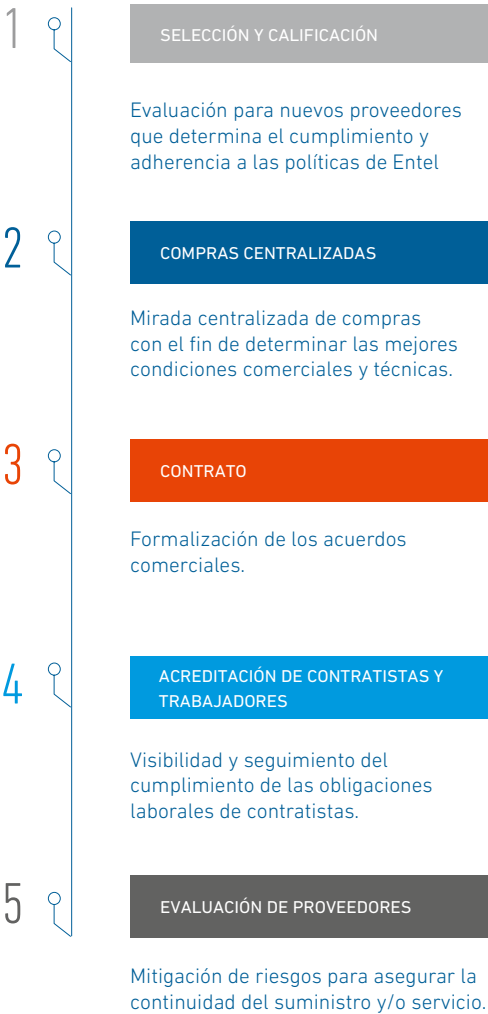 1
SELECCIÓN Y CALIFICACIÓN
Evaluación para nuevos proveedores
que determina el cumplimiento y
adherencia a las políticas de Entel
2
COMPRAS CENTRALIZADAS
Mirada centralizada de compras
con el fin de determinar las mejores
condiciones comerciales y técnicas.
3
CONTRATO
Formalización de los acuerdos
comerciales.
4
ACREDITACIÓN DE CONTRATISTAS Y
TRABAJADORES
Visibilidad y seguimiento del
cumplimiento de las obligaciones
laborales de contratistas.
5
EVALUACIÓN DE PROVEEDORES
Mitigación de riesgos para asegurar la
continuidad del suministro y/o servicio.